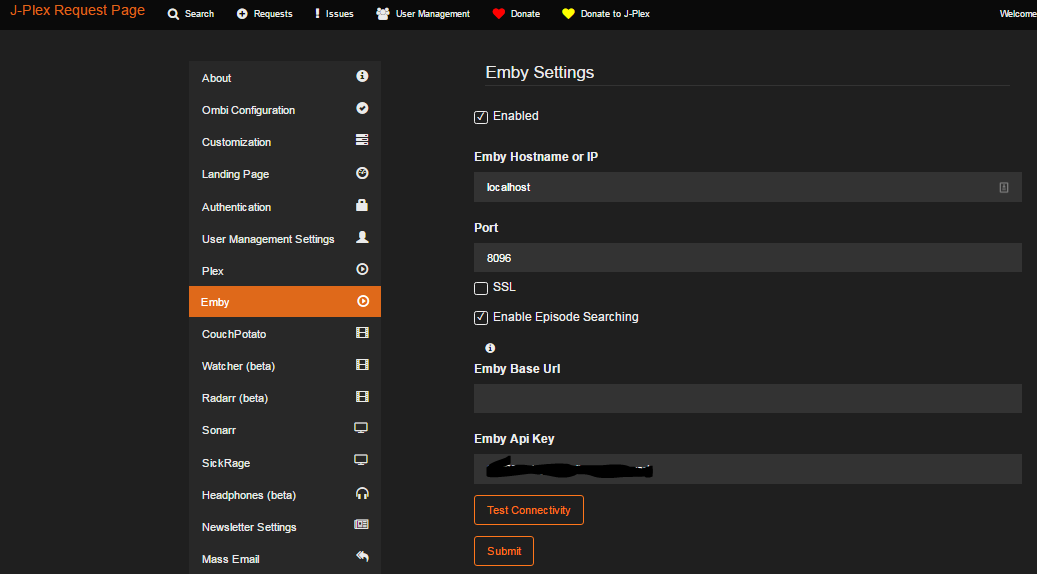 J-Plex Request Page Search Requests Issues User Management Donate Donate to J-Plex Welcome
About
Ombi Configuration
Customization
Landing Page
Authentication
User Management Settings
Plex
Emby
CouchPotato
Watcher (beta)
Radarr (beta)
Sonarr
SickRage
Headphones (beta)
Newsletter Settings
Mass Email
Emby Settings
Enabled
Emby Hostname or IP
localhost
Port
8096
SSL
Enable Episode Searching
Emby Base Url
Emby Api Key
Test Connectivity
Submit